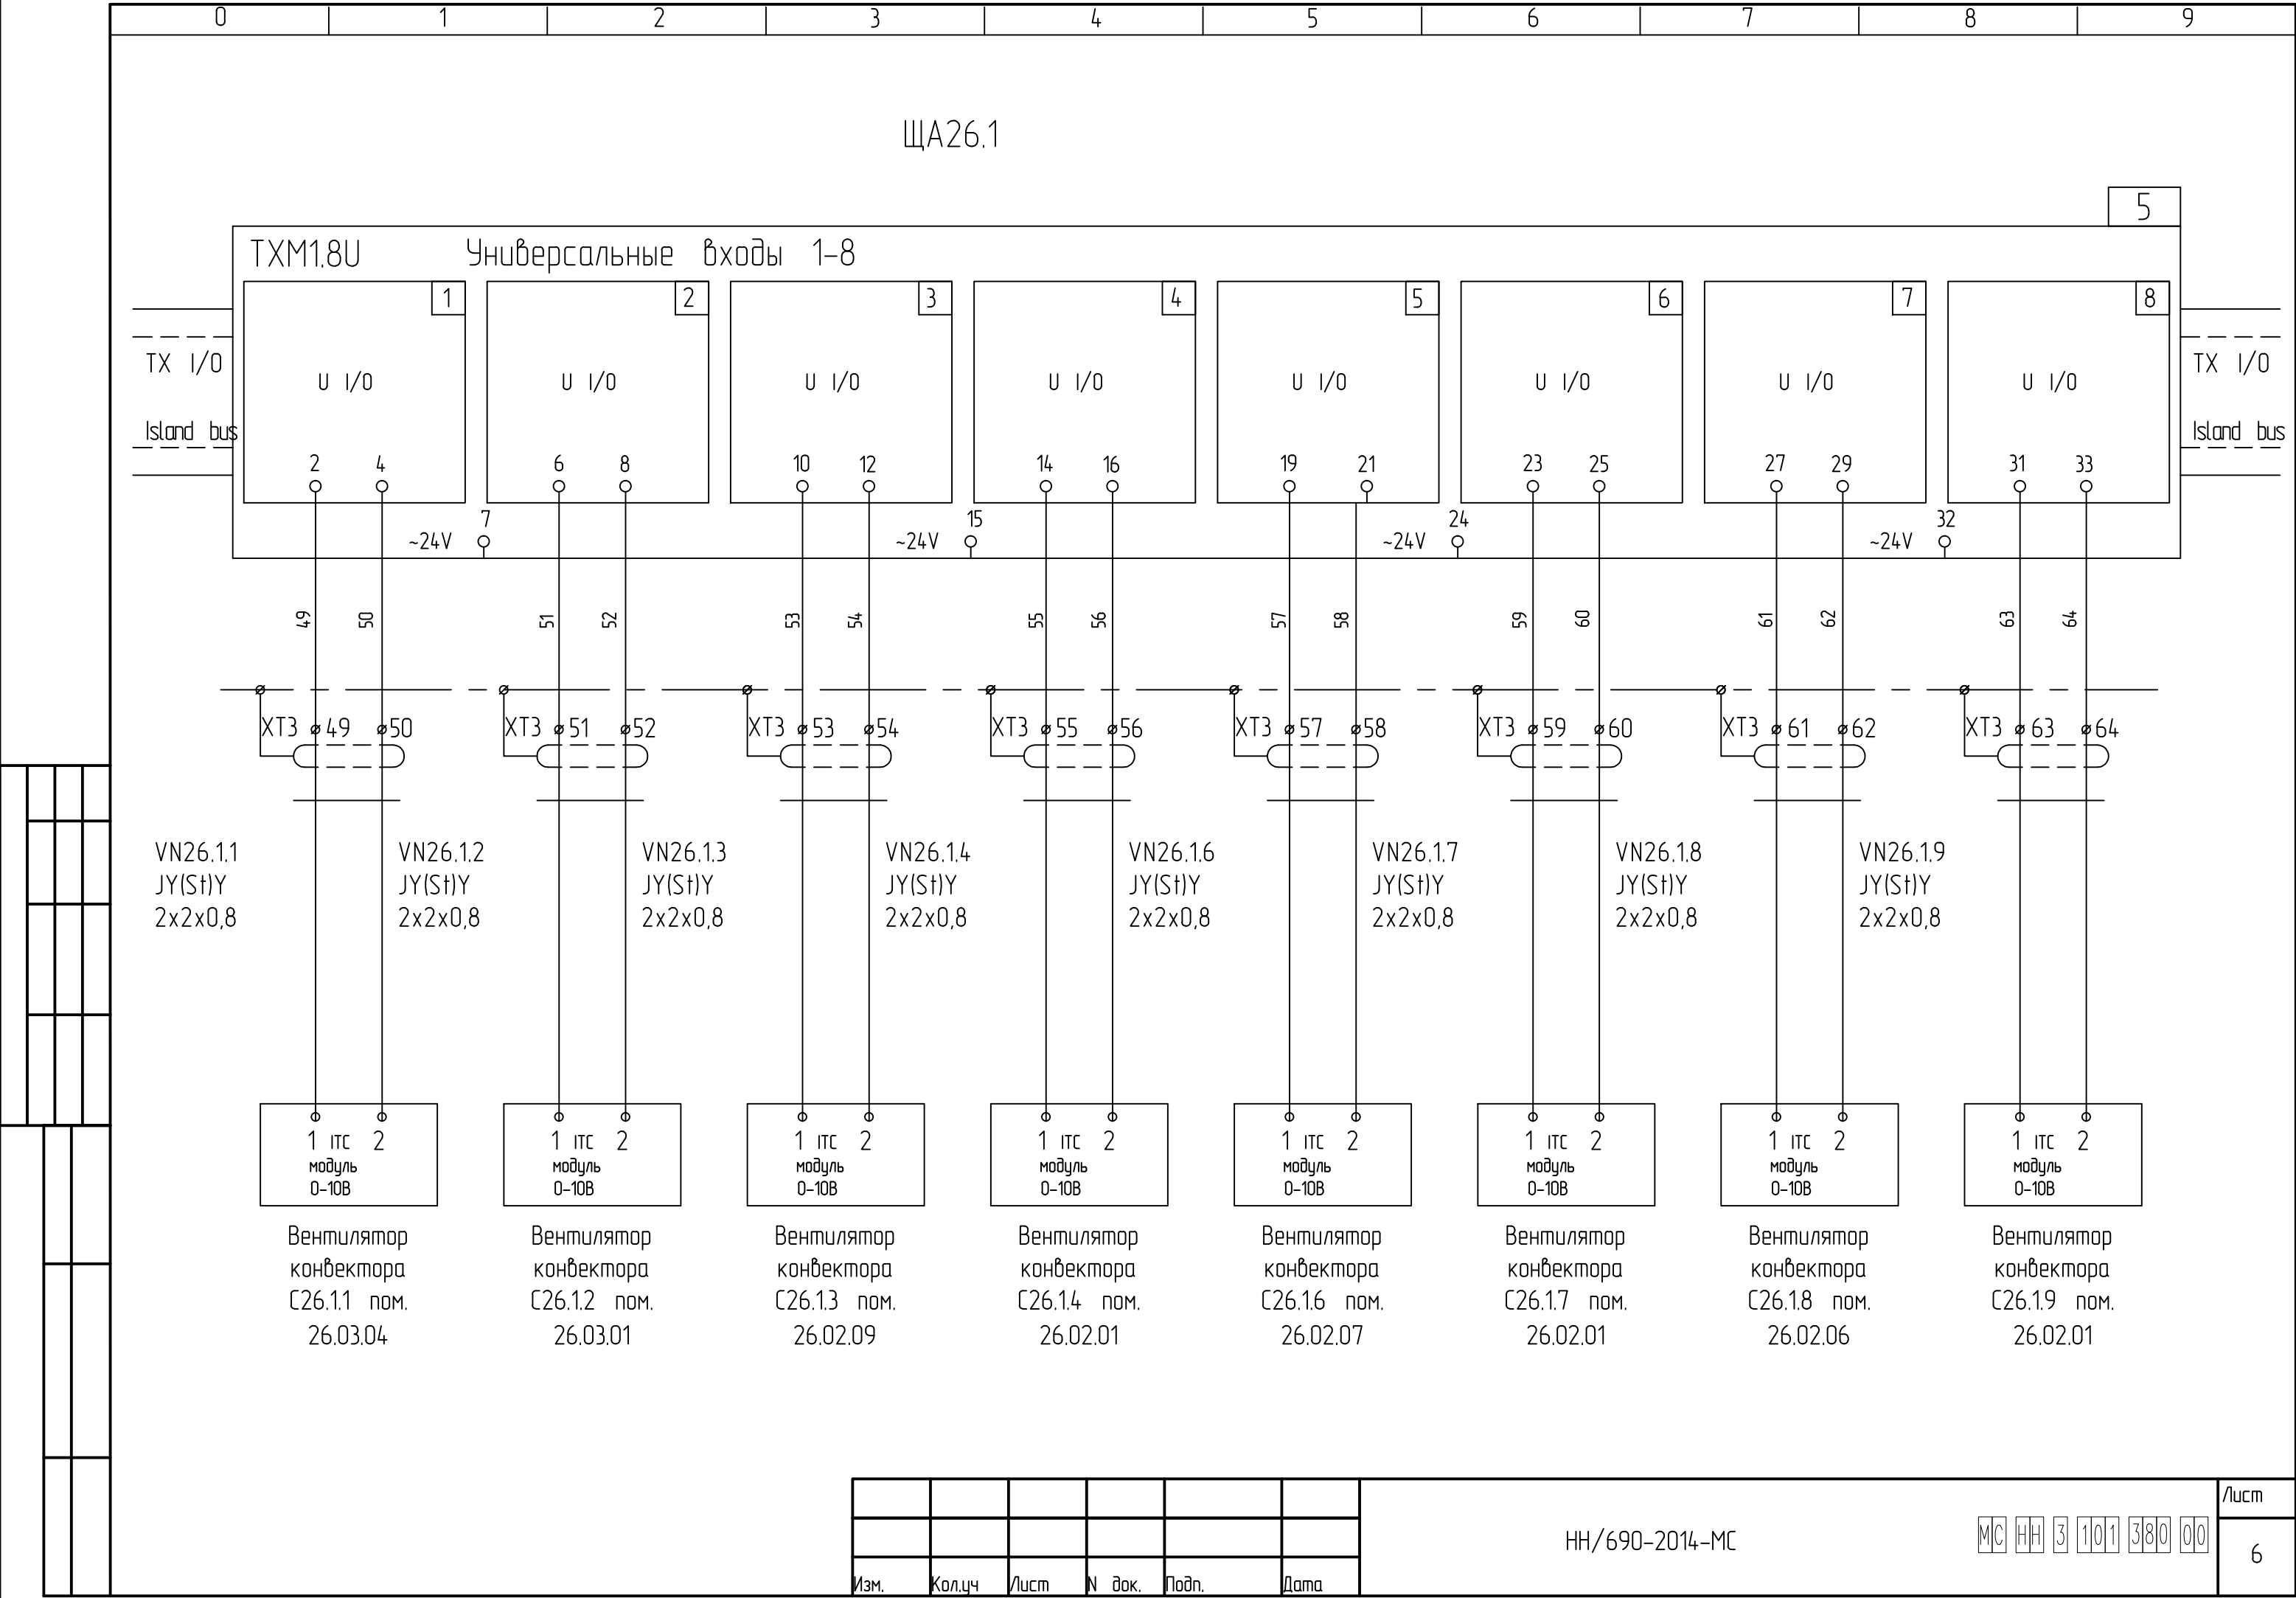 0 1 2 3 4 5 6 7 8 9
ЩА26.1
5
TXM1.8U Универсальные входы 1-8
1 2 3 4 5 6 7 8
TX I/O U I/O U I/O U I/O U I/O U I/O U I/O U I/O U I/O TX I/O
Island bus Island bus
2 4 6 8 10 12 14 16 19 21 23 25 27 29 31 33
7 15 24 32
~24V ~24V ~24V ~24V
49 50 51 52 53 54 55 56 57 58 59 60 61 62 63 64
XT3 49 50 XT3 51 52 XT3 53 54 XT3 55 56 XT3 57 58 XT3 59 60 XT3 61 62 XT3 63 64
VN26.1.1 VN26.1.2 VN26.1.3 VN26.1.4 VN26.1.6 VN26.1.7 VN26.1.8 VN26.1.9
JY(St)Y JY(St)Y JY(St)Y JY(St)Y JY(St)Y JY(St)Y JY(St)Y JY(St)Y
2x2x0,8 2x2x0,8 2x2x0,8 2x2x0,8 2x2x0,8 2x2x0,8 2x2x0,8 2x2x0,8
1 ITC 2 1 ITC 2 1 ITC 2 1 ITC 2 1 ITC 2 1 ITC 2 1 ITC 2 1 ITC 2
модуль модуль модуль модуль модуль модуль модуль модуль
0-10В 0-10В 0-10В 0-10В 0-10В 0-10В 0-10В 0-10В
Вентилятор Вентилятор Вентилятор Вентилятор Вентилятор Вентилятор Вентилятор Вентилятор
конвектора конвектора конвектора конвектора конвектора конвектора конвектора конвектора
C26.1.1 пом. C26.1.2 пом. C26.1.3 пом. C26.1.4 пом. C26.1.6 пом. C26.1.7 пом. C26.1.8 пом. C26.1.9 пом.
26.03.04 26.03.01 26.02.09 26.02.01 26.02.07 26.02.01 26.02.06 26.02.01
Лист
НН/690-2014-МС МС НН 3 101 380 00
6
Изм. Кол.уч Лист N док. Подп. Дата